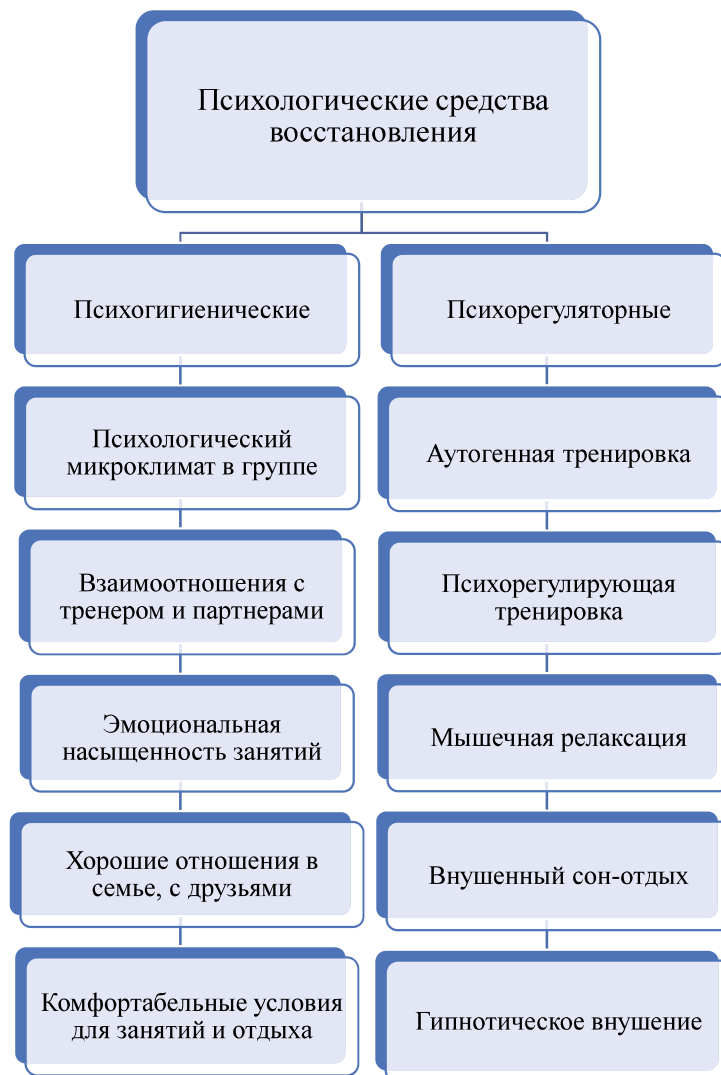 Психологические средства
восстановления
Психогигиенические
Психорегуляторные
Психологический
микроклимат в группе
Аутогенная тренировка
Взаимоотношения с
тренером и партнерами
Психорегулирующая
тренировка
Эмоциональная
насыщенность занятий
Мышечная релаксация
Хорошие отношения в
семье, с друзьями
Внушенный сон-отдых
Комфортабельные условия
для занятий и отдыха
Гипнотическое внушение